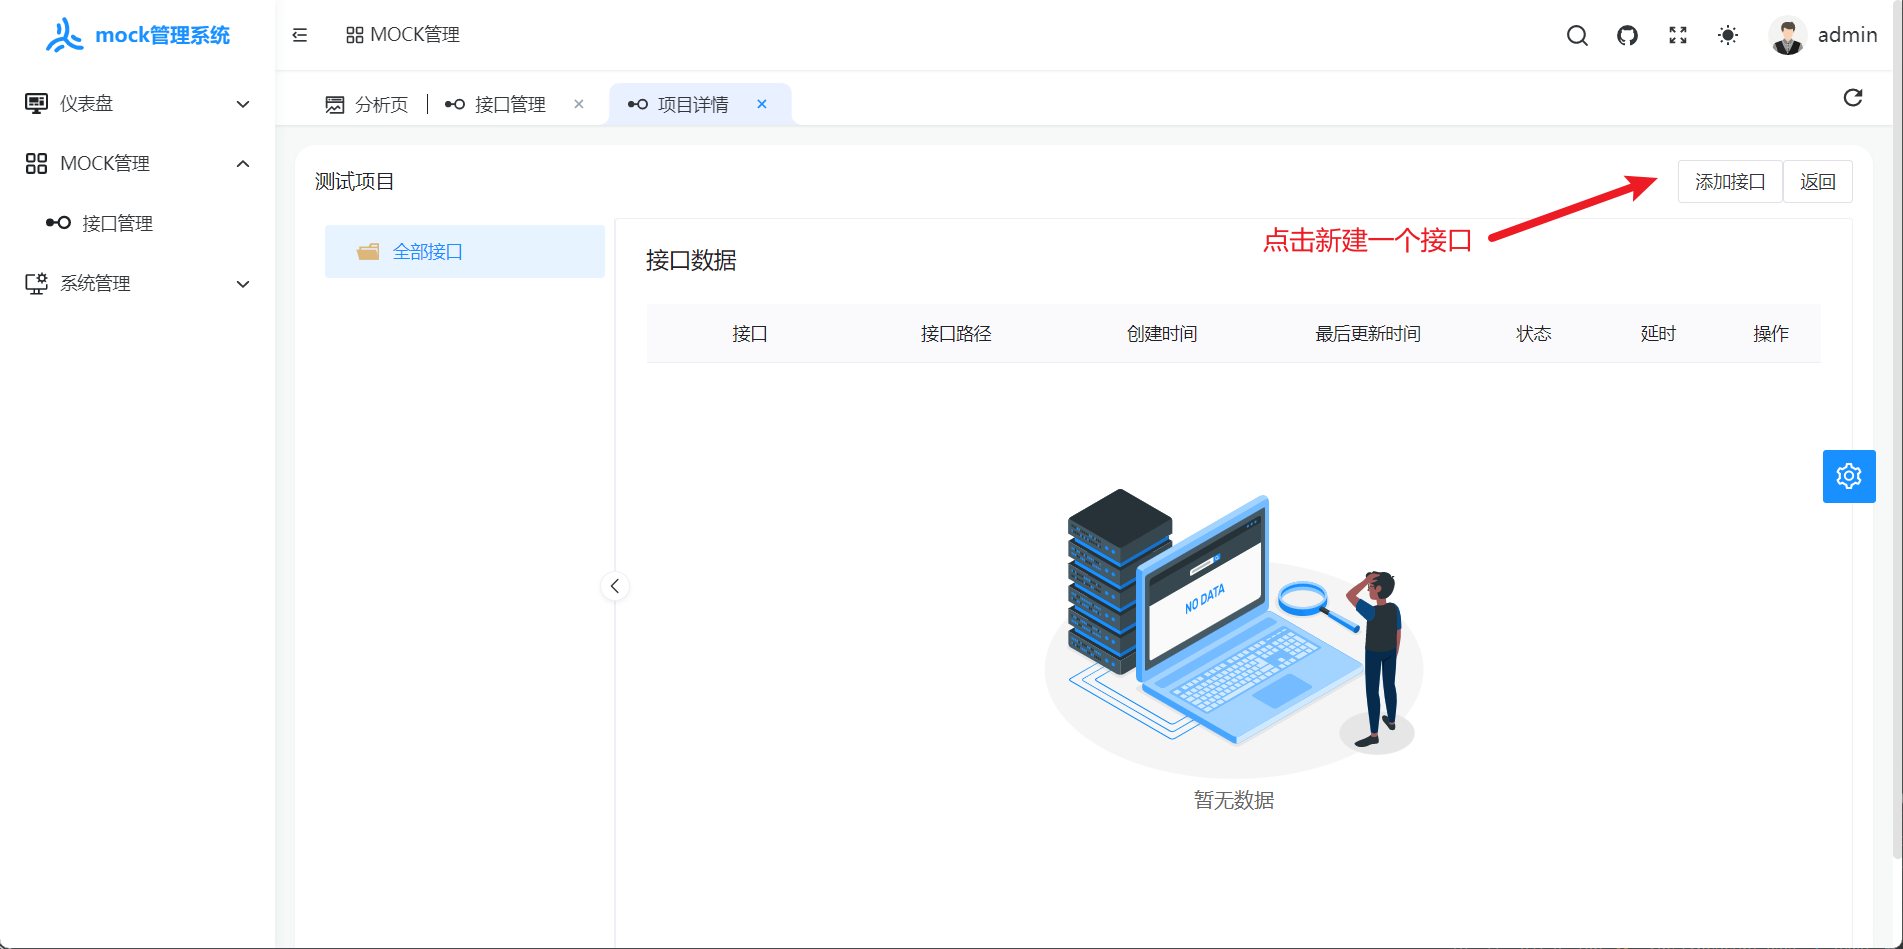 mock管理系统
MOCK管理
admin
仪表盘
MOCK管理
接口管理
系统管理
分析页
接口管理
项目详情
测试项目
添加接口
返回
点击新建一个接口
全部接口
接口数据
接口 接口路径 创建时间 最后更新时间 状态 延时 操作
NO DATA
暂无数据